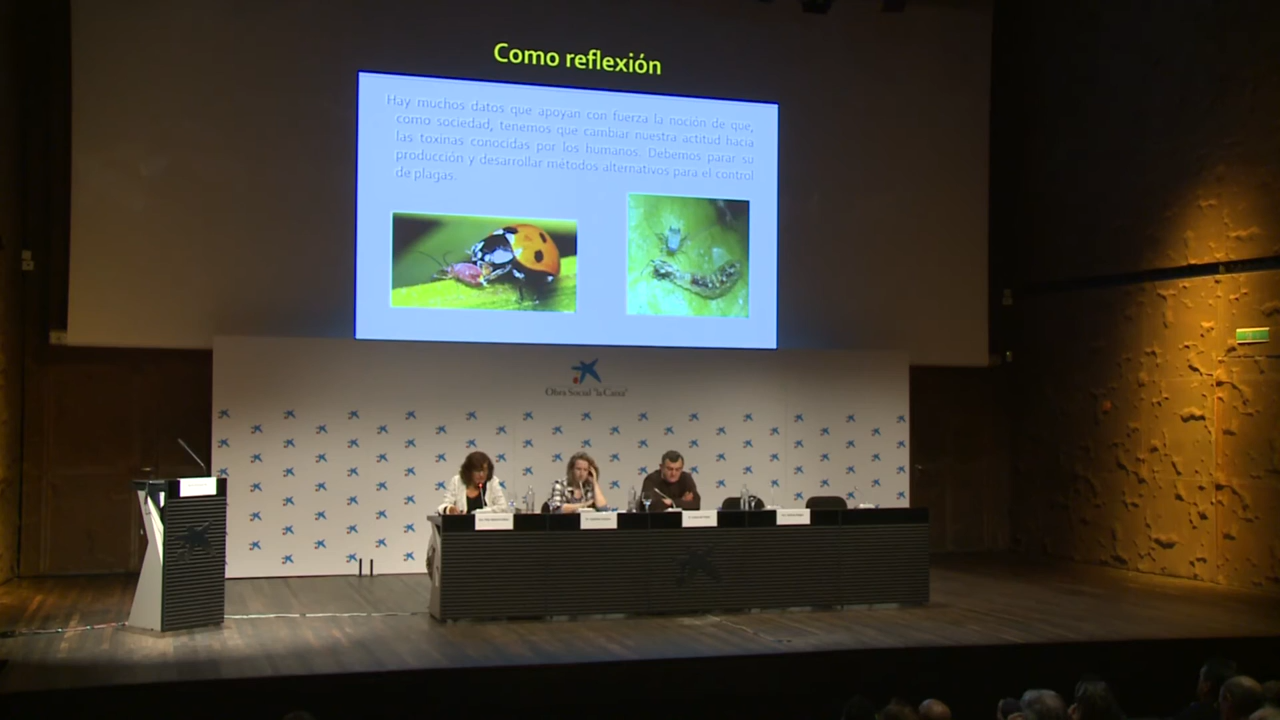 Como reflexión
Hay muchos datos que apoyan con fuerza la noción de que,
como sociedad, tenemos que cambiar nuestra actitud hacia
las toxinas conocidas por los humanos. Debemos parar su
producción y desarrollar métodos alternativos para el control
de plagas.
Obra Social "la Caixa"